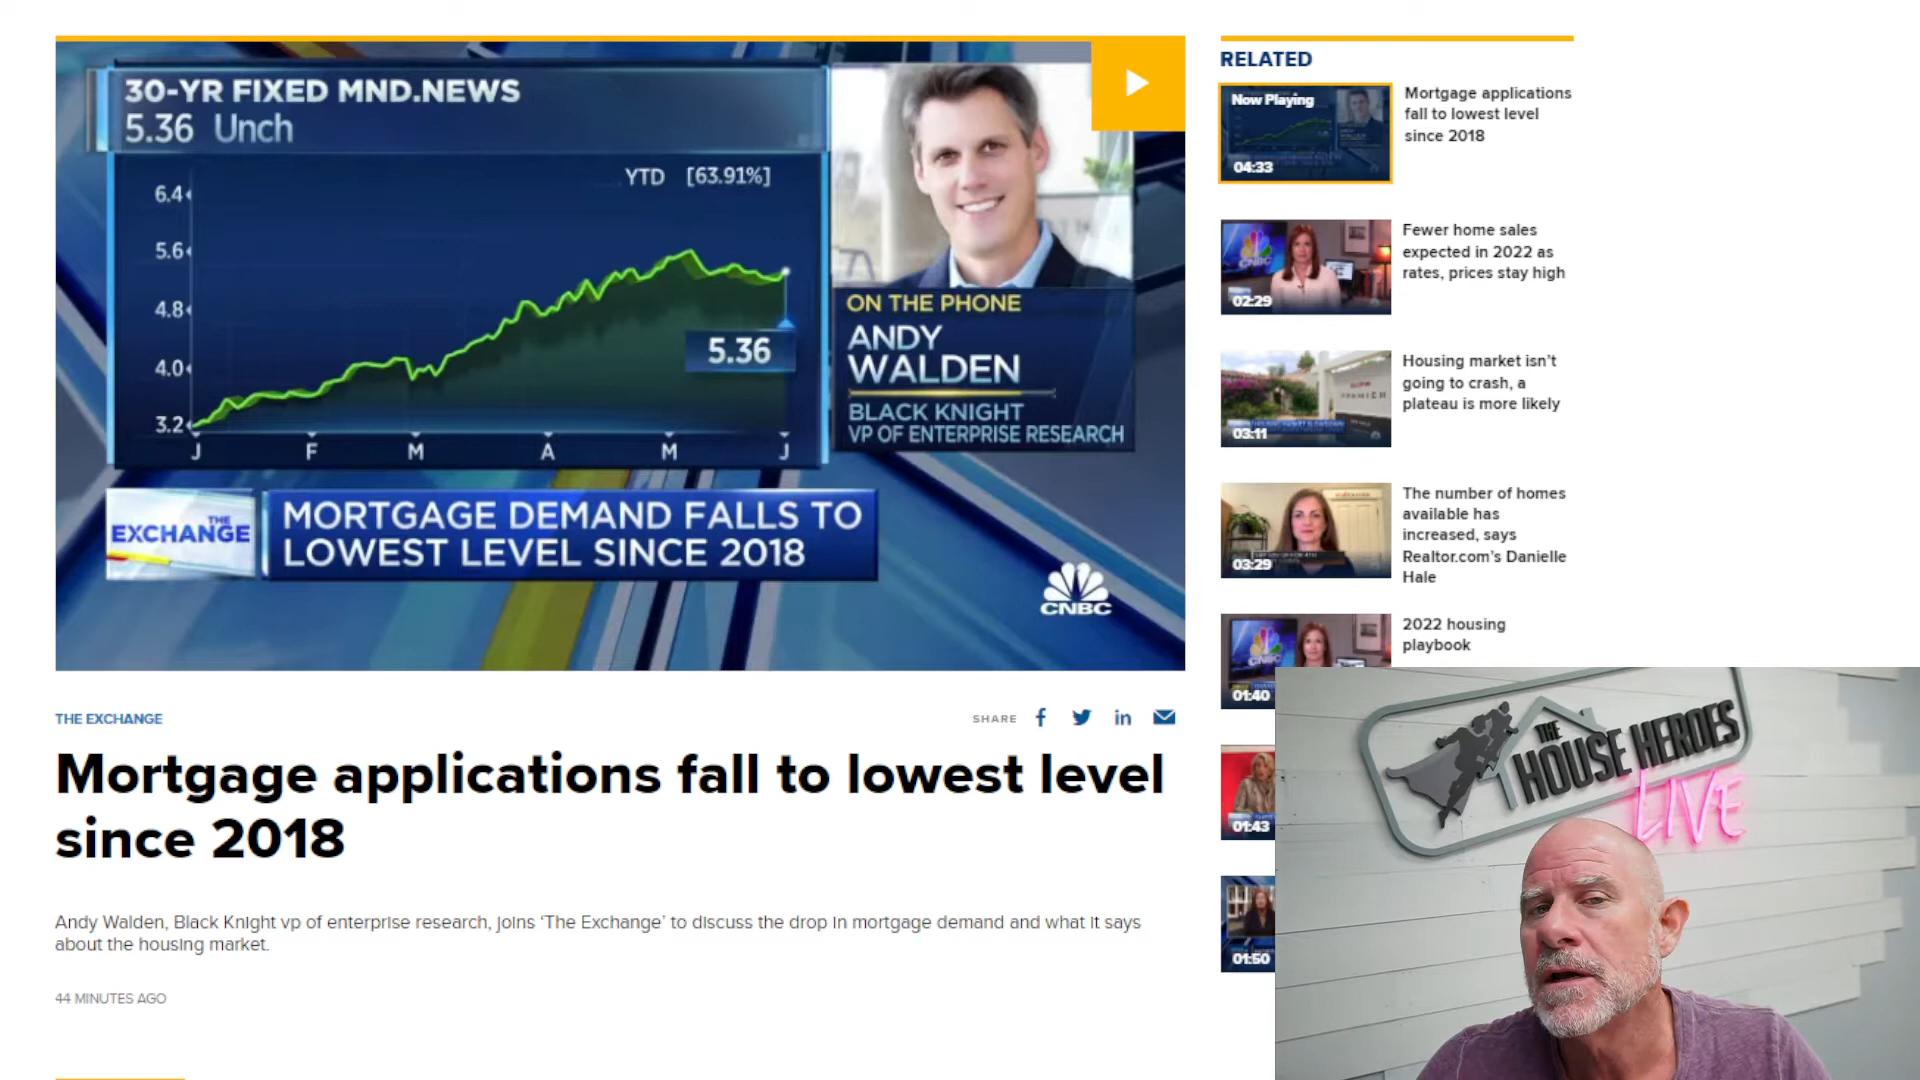 30-YR FIXED MND.NEWS
5.36 Unch
YTD [63.91%]
6.4
5.6
4.8
4.0
3.2
J F M A M J
5.36
ON THE PHONE
ANDY
WALDEN
BLACK KNIGHT
VP OF ENTERPRISE RESEARCH
THE
EXCHANGE
MORTGAGE DEMAND FALLS TO
LOWEST LEVEL SINCE 2018
CNBC
THE EXCHANGE
SHARE
Mortgage applications fall to lowest level
since 2018
Andy Walden, Black Knight vp of enterprise research, joins ‘The Exchange’ to discuss the drop in mortgage demand and what it says
about the housing market.
44 MINUTES AGO
RELATED
Now Playing
04:33
Mortgage applications
fall to lowest level
since 2018
CNBC
02:29
Fewer home sales
expected in 2022 as
rates, prices stay high
03:11
Housing market isn’t
going to crash, a
plateau is more likely
03:29
The number of homes
available has
increased, says
Realtor.com’s Danielle
Hale
CNBC
01:40
2022 housing
playbook
01:43
01:50
THE
HOUSE HEROES
LIVE